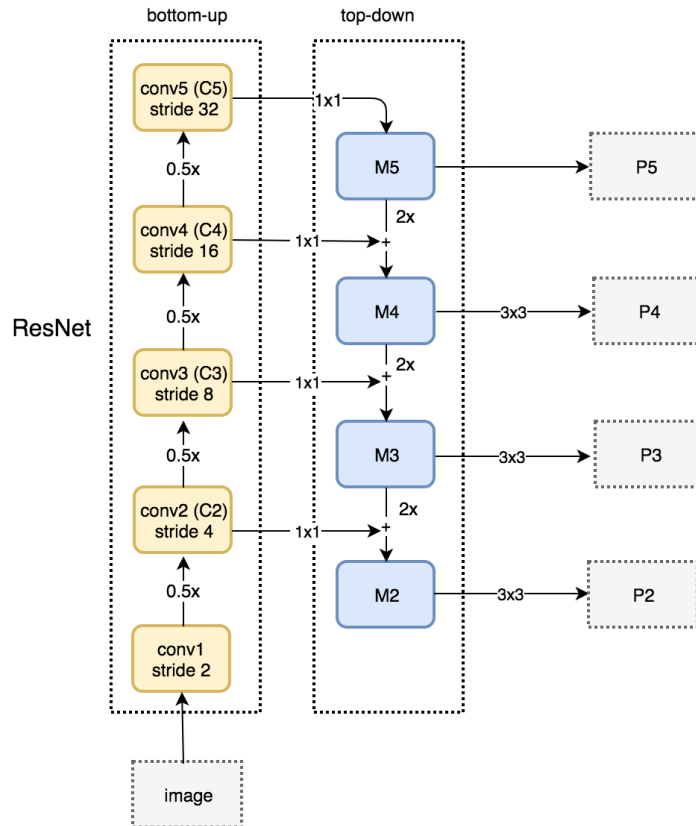 bottom-up
top-down
conv5 (C5)
stride 32
1x1
M5
P5
0.5x
2x
conv4 (C4)
stride 16
1x1
+
M4
3x3
P4
ResNet
0.5x
2x
conv3 (C3)
stride 8
1x1
+
M3
3x3
P3
0.5x
2x
conv2 (C2)
stride 4
1x1
+
M2
3x3
P2
0.5x
conv1
stride 2
image